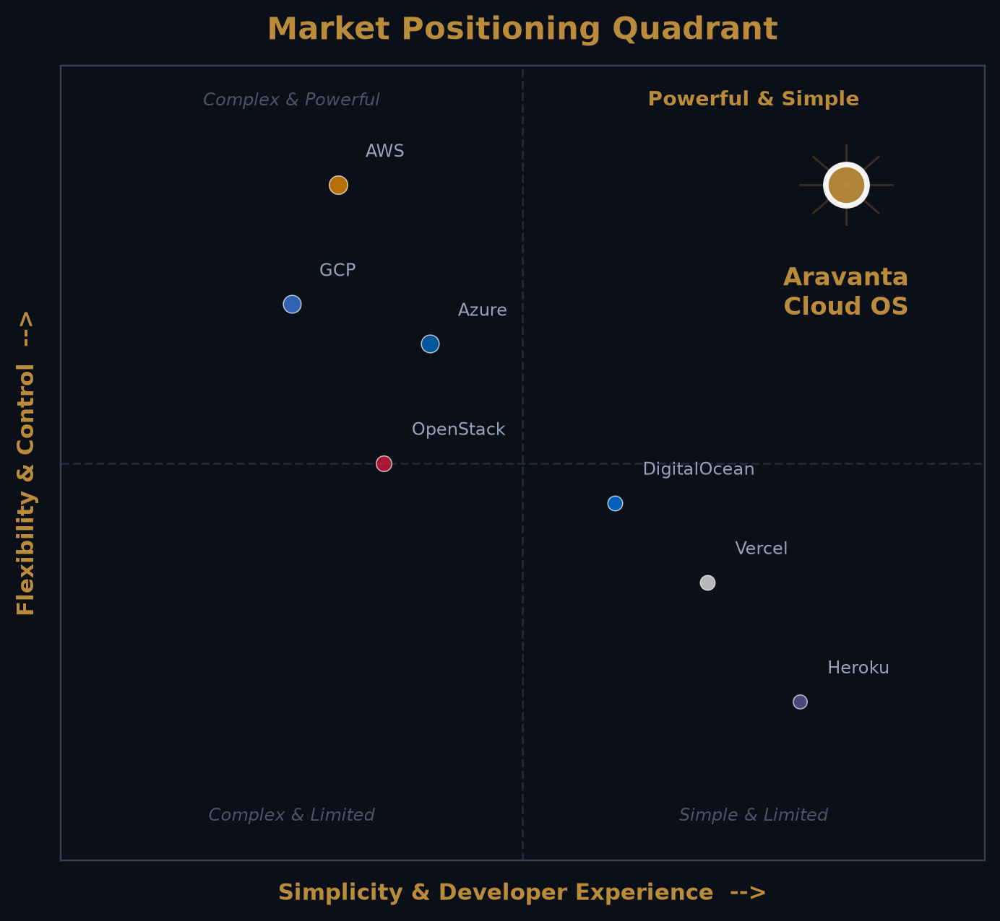 Market Positioning Quadrant
Complex & Powerful
Powerful & Simple
AWS
GCP
Azure
Aravanta
Cloud OS
OpenStack
DigitalOcean
Vercel
Heroku
Complex & Limited
Simple & Limited
Flexibility & Control -->
Simplicity & Developer Experience -->